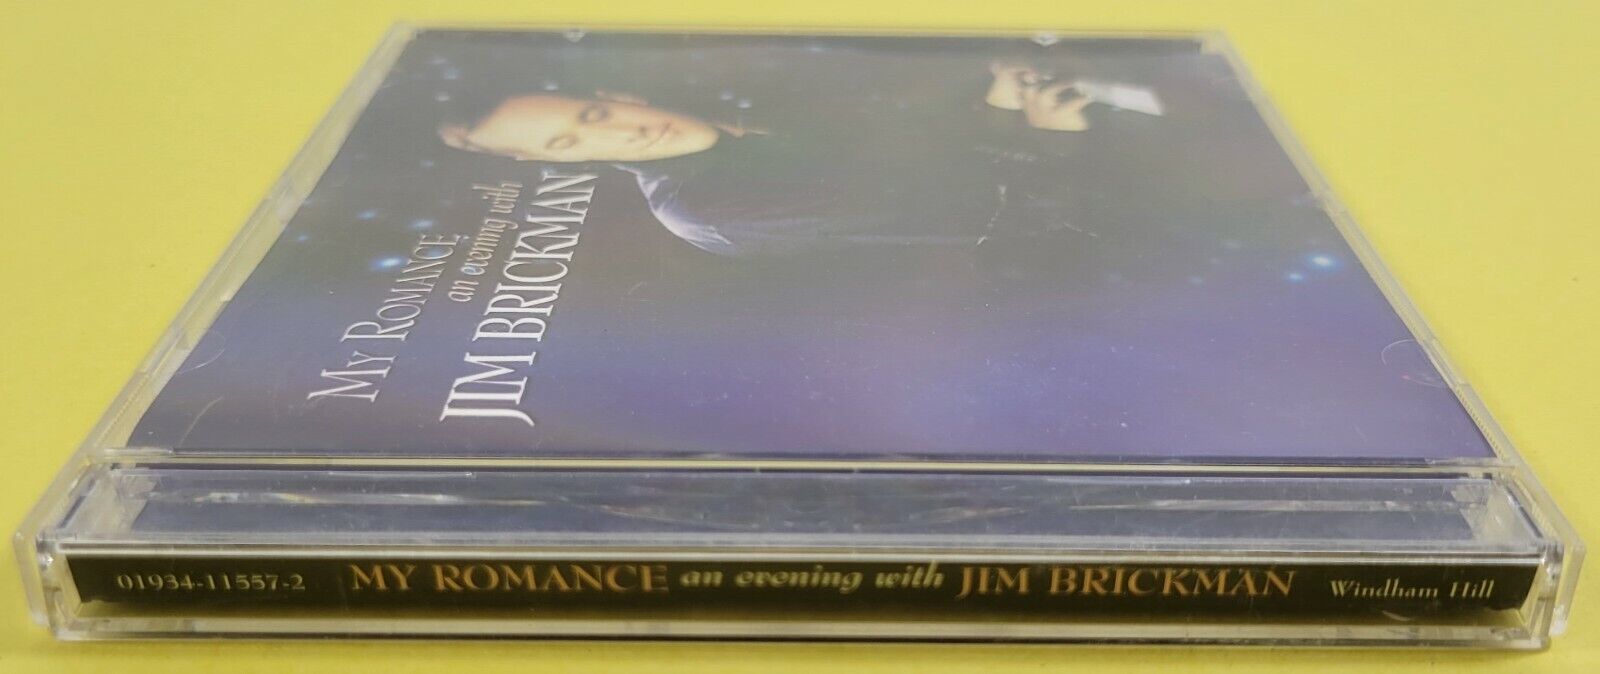 My Romance
an evening with
JIM BRICKMAN
01934-11557-2 MY ROMANCE an evening with JIM BRICKMAN Windham Hill